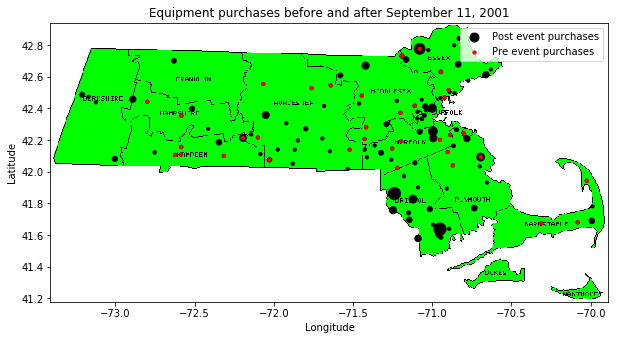 Equipment purchases before and after September 11, 2001
Post event purchases
Pre event purchases
Latitude
42.8
42.6
42.4
42.2
42.0
41.8
41.6
41.4
41.2
ESSEX
FRANKLIN
MIDDLESEX
BERKSHIRE
WORCESTER
HAMPSHIRE
SUFFOLK
NORFOLK
HAMPDEN
BRISTOL
PLYMOUTH
BARNSTABLE
DUKES
NANTUCKET
−73.0
−72.5
−72.0
−71.5
−71.0
−70.5
−70.0
Longitude